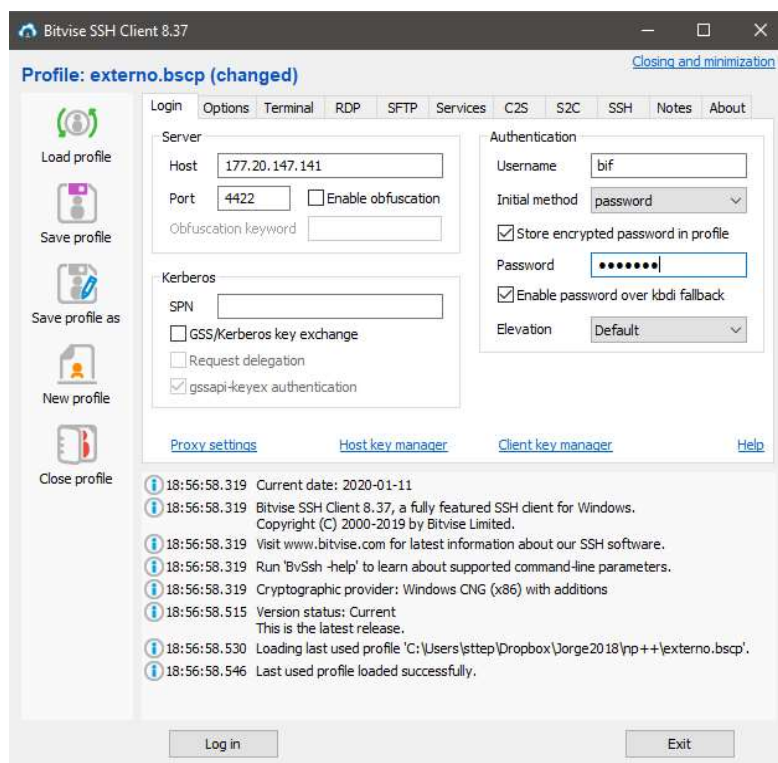 Bitvise SSH Client 8.37
Profile: externo.bscp (changed)
Closing and minimization
Load profile
Save profile
Save profile as
New profile
Close profile
Login Options Terminal RDP SFTP Services C2S S2C SSH Notes About
Server
Host 177.20.147.141
Port 4422 Enable obfuscation
Obfuscation keyword
Kerberos
SPN
GSS/Kerberos key exchange
Request delegation
gssapi-keyex authentication
Authentication
Username bif
Initial method password
Store encrypted password in profile
Password •••••••
Enable password over kbdi fallback
Elevation Default
Proxy settings Host key manager Client key manager Help
18:56:58.319 Current date: 2020-01-11
18:56:58.319 Bitvise SSH Client 8.37, a fully featured SSH client for Windows.
Copyright (C) 2000-2019 by Bitvise Limited.
18:56:58.319 Visit www.bitvise.com for latest information about our SSH software.
18:56:58.319 Run 'BvSsh -help' to learn about supported command-line parameters.
18:56:58.319 Cryptographic provider: Windows CNG (x86) with additions
18:56:58.515 Version status: Current
This is the latest release.
18:56:58.530 Loading last used profile 'C:\Users\sttep\Dropbox\Jorge2018\np++\externo.bscp'.
18:56:58.546 Last used profile loaded successfully.
Log in Exit